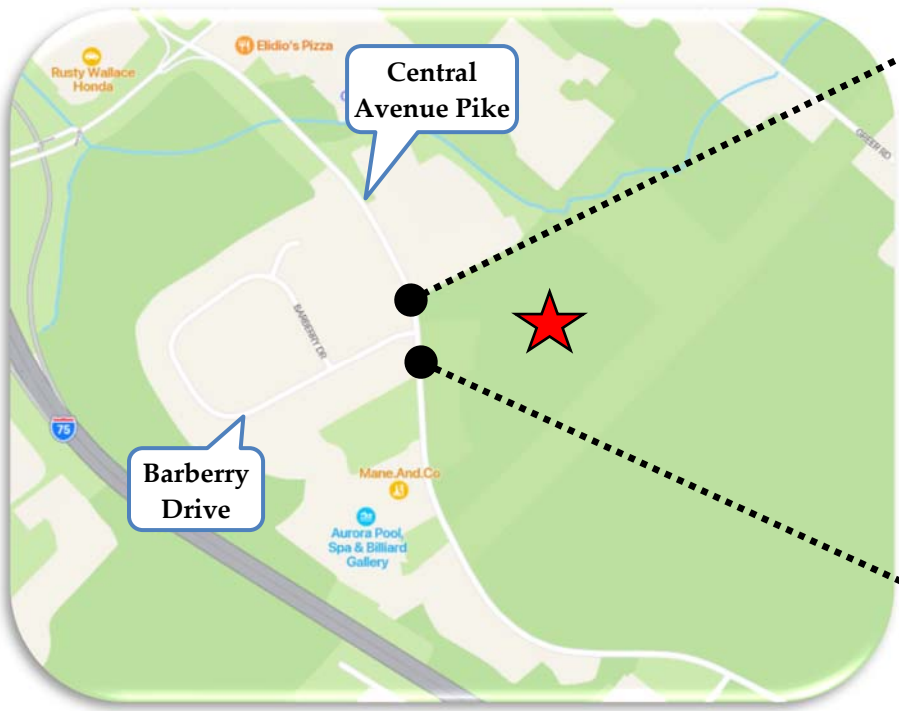 Elidio's Pizza
Rusty Wallace
Honda
Central
Avenue Pike
GREER RD
BARBERRY DR
75
Barberry
Drive
Mane.And.Co
Aurora Pool,
Spa & Billiard
Gallery